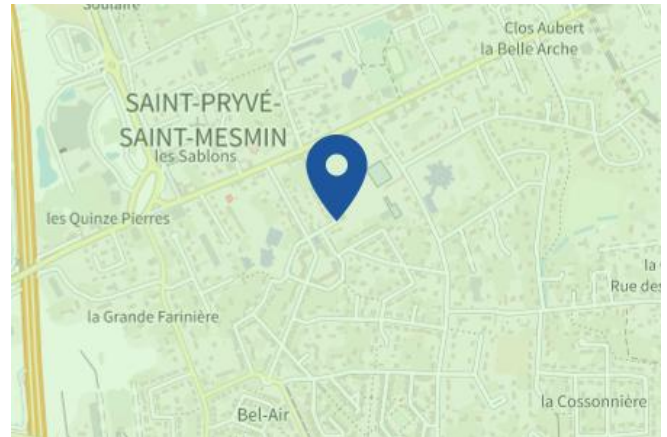 Clos Aubert
la Belle Arche
SAINT-PRYVÉ-
SAINT-MESMIN
les Sablons
les Quinze Pierres
la
Rue des
la Grande Farinière
la Cossonnière
Bel-Air